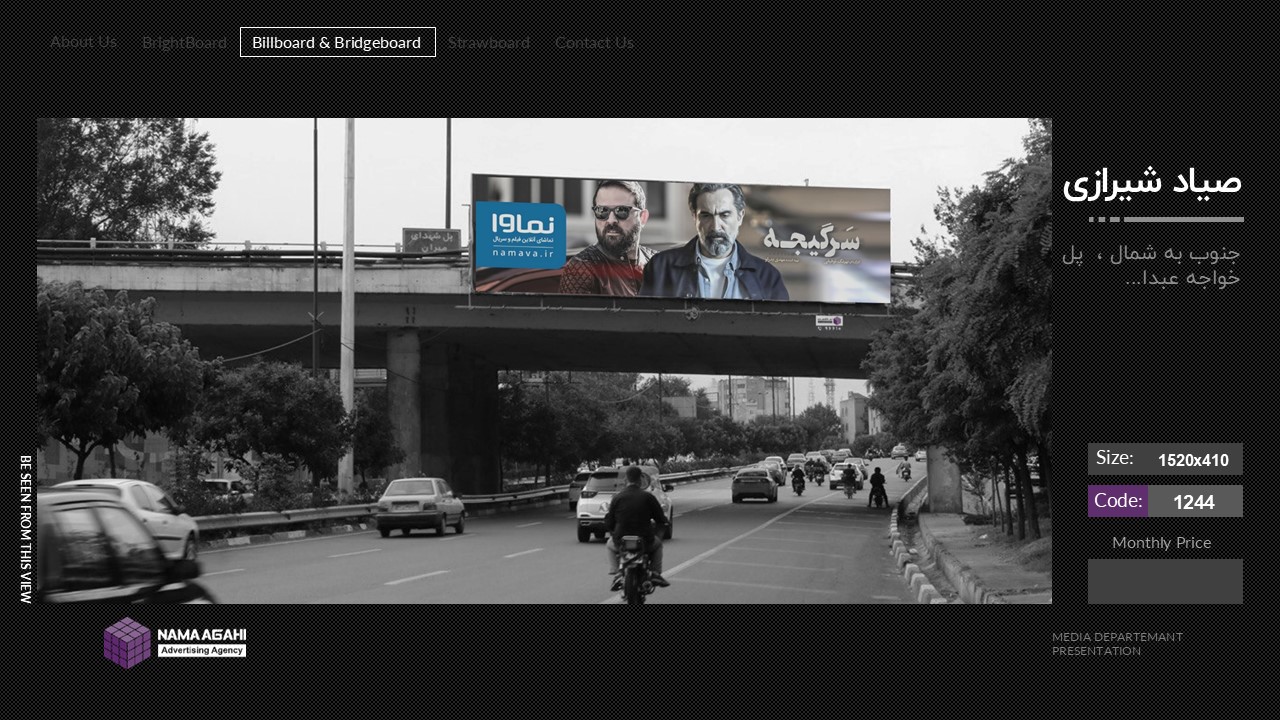 About Us
BrightBoard
Billboard & Bridgeboard
Strawboard
Contact Us
صیاد شیرازی
جنوب به شمال ، پل
خواجه عبدا...
پل شهدای
میزان
نماوا
تماشای آنلاین فیلم و سریال
namava.ir
سَرگیجـه
Size: 1520x410
Code: 1244
Monthly Price
BE SEEN FROM THIS VIEW
NAMA AGAHI
Advertising Agency
MEDIA DEPARTEMANT
PRESENTATION